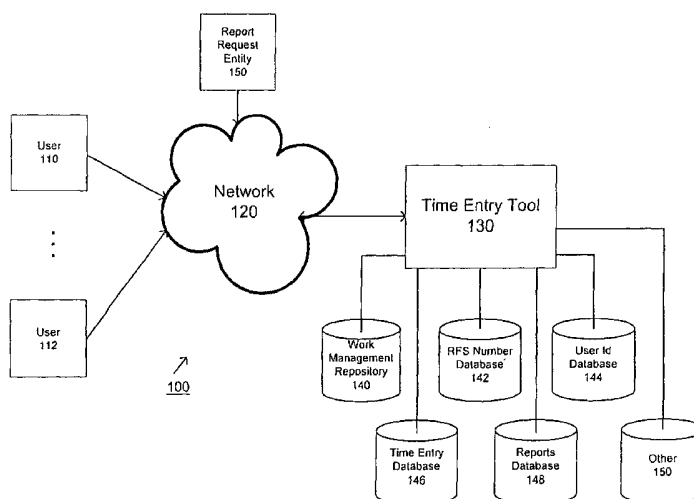 Report
Request
Entity
150
User
110
Network
120
Time Entry Tool
130
. . .
User
112
100
Work
Management
Repository
140
RFS Number
Database
142
User Id
Database
144
Time Entry
Database
146
Reports
Database
148
Other
150